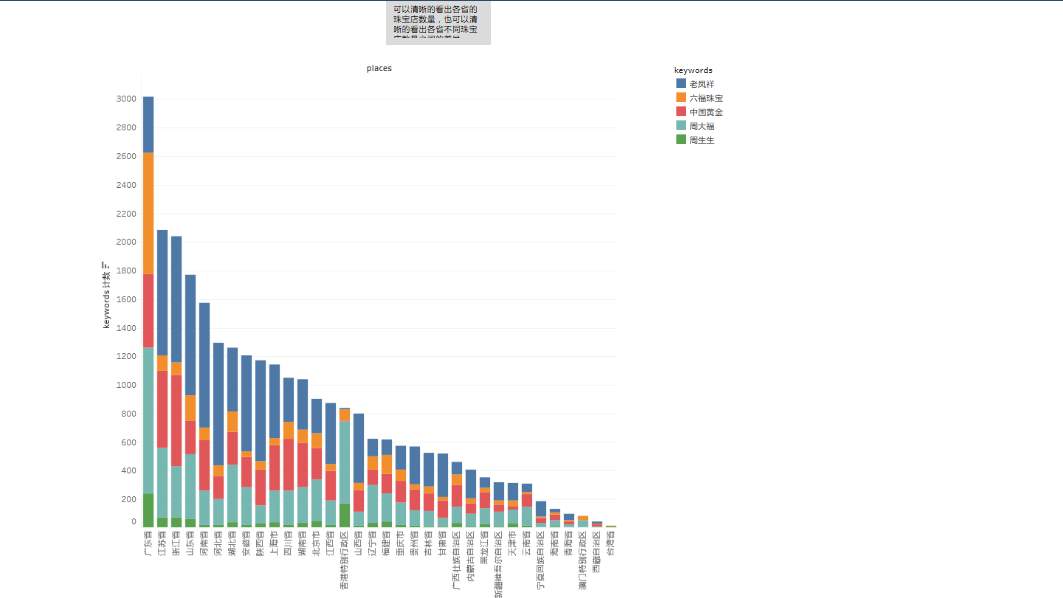 可以清晰的看出各省的
珠宝店数量，也可以清
晰的看出各省不同珠宝
places
keywords
老凤祥
六福珠宝
中国黄金
周大福
周生生
keywords 计数
3000
2800
2600
2400
2200
2000
1800
1600
1400
1200
1000
800
600
400
200
0
广东省
江苏省
浙江省
山东省
河南省
河北省
湖北省
安徽省
陕西省
上海市
四川省
湖南省
北京市
江西省
香港特别行政区
山西省
辽宁省
福建省
重庆市
贵州省
吉林省
甘肃省
广西壮族自治区
内蒙古自治区
黑龙江省
新疆维吾尔自治区
天津市
云南省
宁夏回族自治区
海南省
青海省
澳门特别行政区
西藏自治区
台湾省